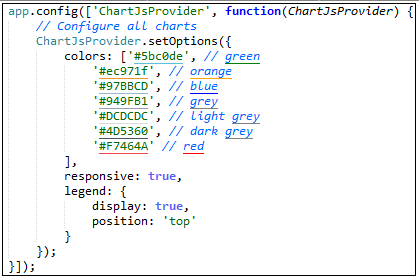 app.config(['ChartJsProvider', function(ChartJsProvider) {
    // Configure all charts
    ChartJsProvider.setOptions({
        colors: ['#5bc0de', // green
            '#ec971f', // orange
            '#97BBCD', // blue
            '#949FB1', // grey
            '#DCDCDC', // light grey
            '#4D5360', // dark grey
            '#F7464A' // red
        ],
        responsive: true,
        legend: {
            display: true,
            position: 'top'
        }
    });
}]);